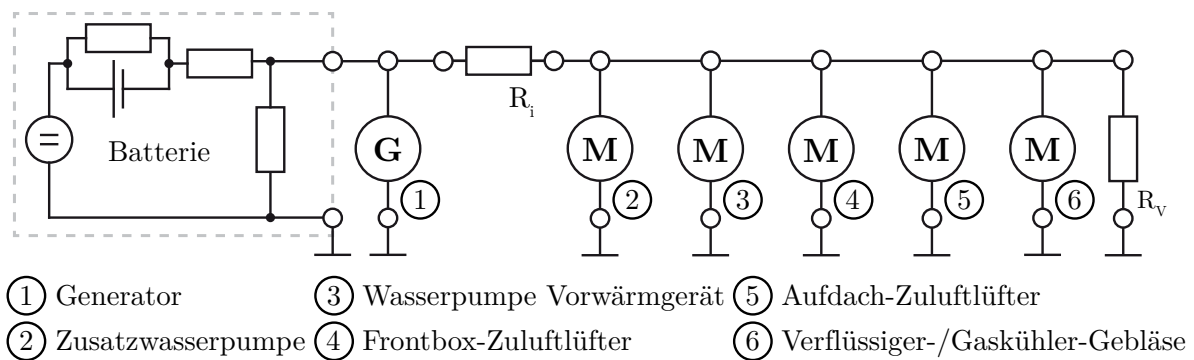 Batterie
=
G
1
R_i
M
2
M
3
M
4
M
5
M
6
R_V
1 Generator
3 Wasserpumpe Vorwärmgerät
5 Aufdach-Zuluftlüfter
2 Zusatzwasserpumpe
4 Frontbox-Zuluftlüfter
6 Verflüssiger-/Gaskühler-Gebläse